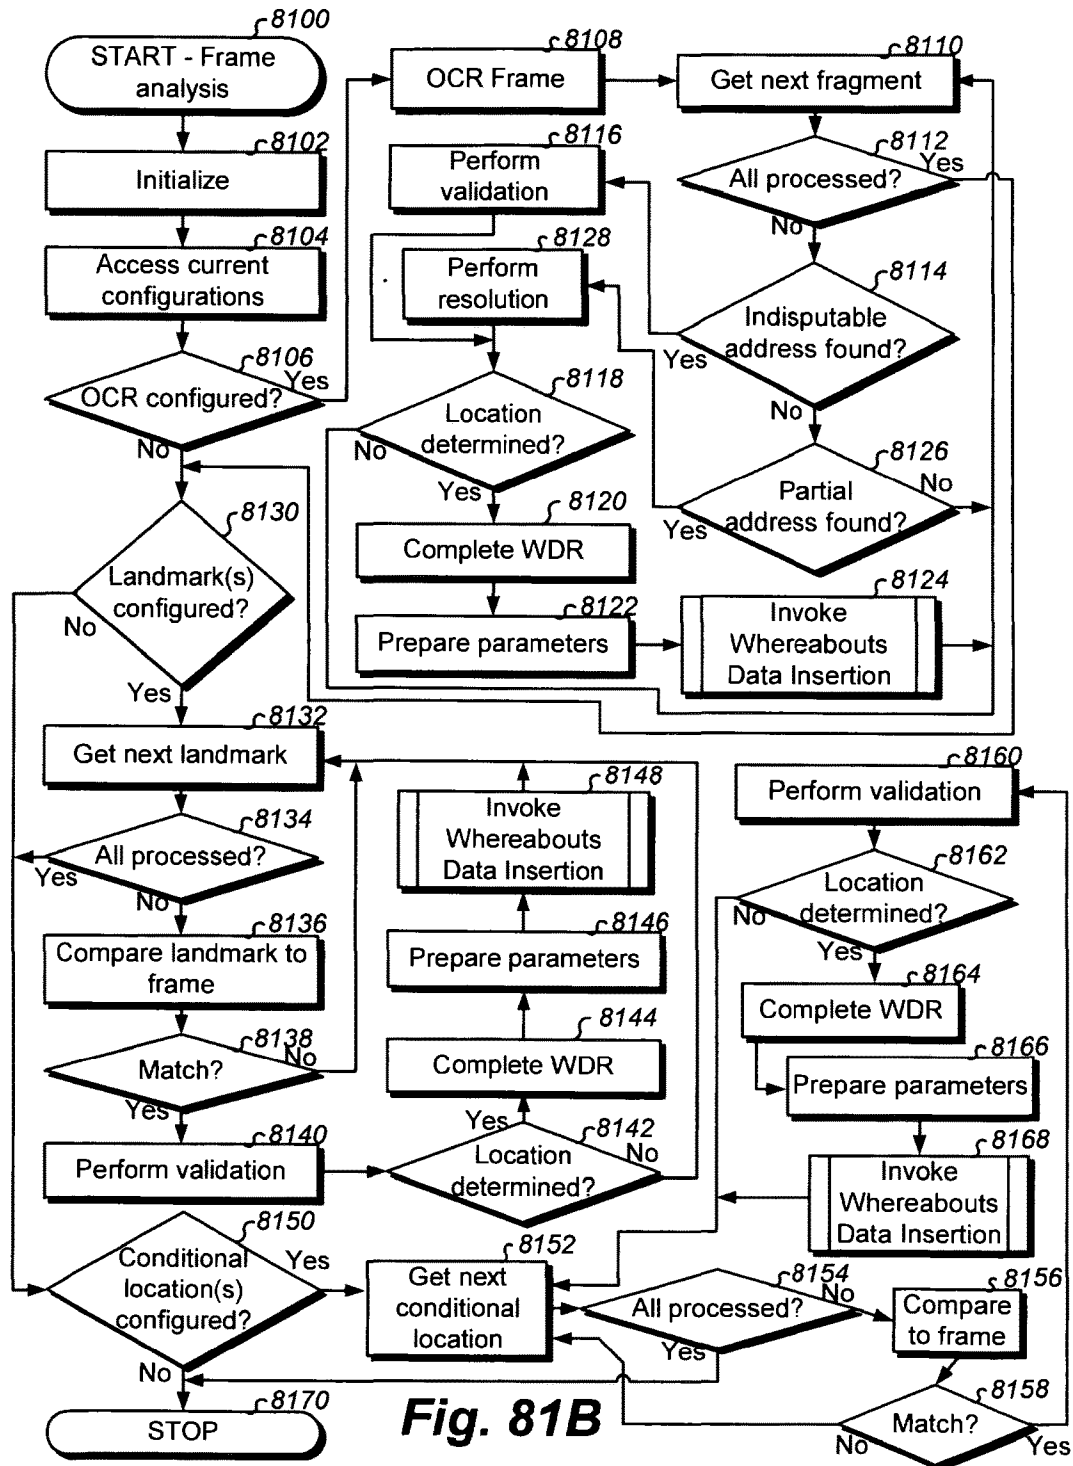 8100
START - Frame
analysis
8102
Initialize
8104
Access current
configurations
8106
OCR configured?
Yes
No
8108
OCR Frame
8110
Get next fragment
8112
All processed?
Yes
No
8114
Indisputable
address found?
Yes
No
8116
Perform
validation
8126
Partial
address found?
No
Yes
8128
Perform
resolution
8118
Location
determined?
No
Yes
8120
Complete WDR
8122
Prepare parameters
8124
Invoke
Whereabouts
Data Insertion
8130
Landmark(s)
configured?
No
Yes
8132
Get next landmark
8134
All processed?
Yes
No
8136
Compare landmark to
frame
8138
Match?
No
Yes
8140
Perform validation
8142
Location
determined?
Yes
No
8144
Complete WDR
8146
Prepare parameters
8148
Invoke
Whereabouts
Data Insertion
8150
Conditional
location(s)
configured?
Yes
No
8152
Get next
conditional
location
8154
All processed?
No
Yes
8156
Compare
to frame
8158
Match?
No
Yes
8160
Perform validation
8162
Location
determined?
No
Yes
8164
Complete WDR
8166
Prepare parameters
8168
Invoke
Whereabouts
Data Insertion
8170
STOP
Fig. 81B